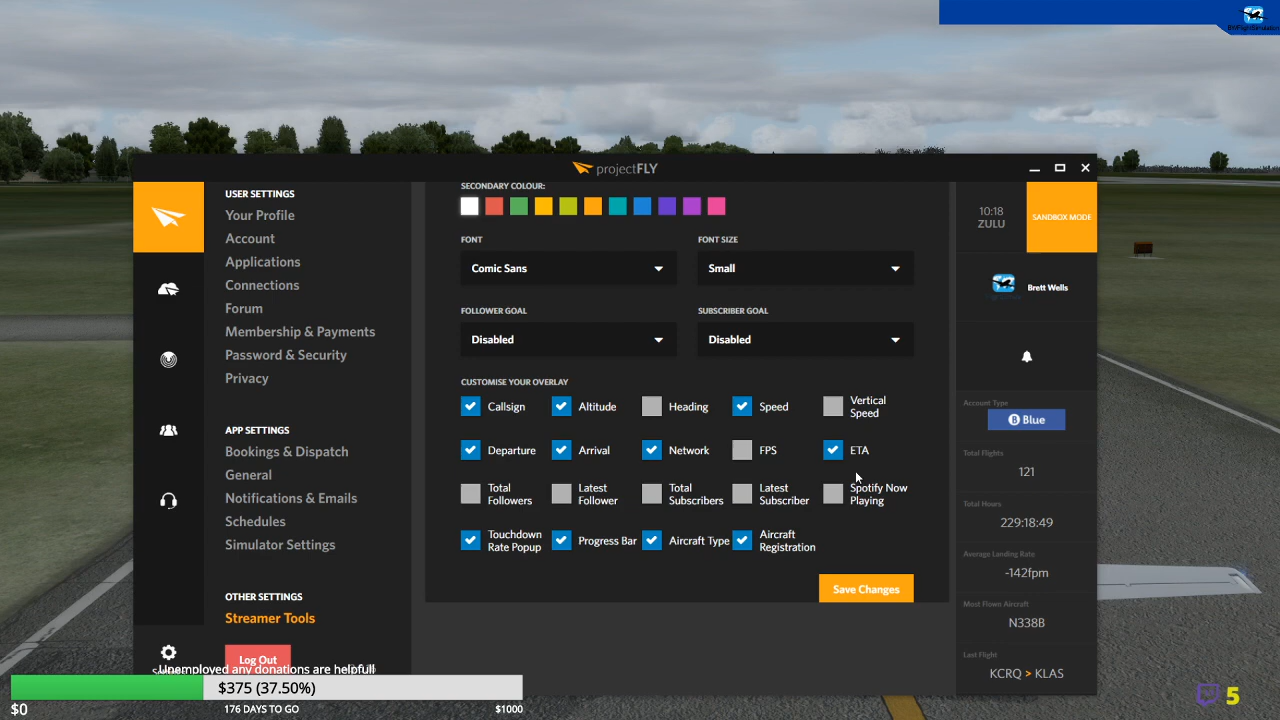 projectFLY
USER SETTINGS
Your Profile
Account
Applications
Connections
Forum
Membership & Payments
Password & Security
Privacy
APP SETTINGS
Bookings & Dispatch
General
Notifications & Emails
Schedules
Simulator Settings
OTHER SETTINGS
Streamer Tools
Log Out
SECONDARY COLOUR:
FONT
FONT SIZE
Comic Sans
Small
FOLLOWER GOAL
SUBSCRIBER GOAL
Disabled
Disabled
CUSTOMISE YOUR OVERLAY
Callsign
Altitude
Heading
Speed
Vertical
Speed
Departure
Arrival
Network
FPS
ETA
Total
Followers
Latest
Follower
Total
Subscribers
Latest
Subscriber
Spotify Now
Playing
Touchdown
Rate Popup
Progress Bar
Aircraft Type
Aircraft
Registration
Save Changes
10:18
ZULU
SANDBOX MODE
Brett Wells
Account Type
B Blue
Total Flights
121
Total Hours
229:18:49
Average Landing Rate
-142fpm
Most Flown Aircraft
N338B
Last Flight
KCRQ > KLAS
Unemployed any donations are helpful!
$375 (37.50%)
$0
176 DAYS TO GO
$1000
5